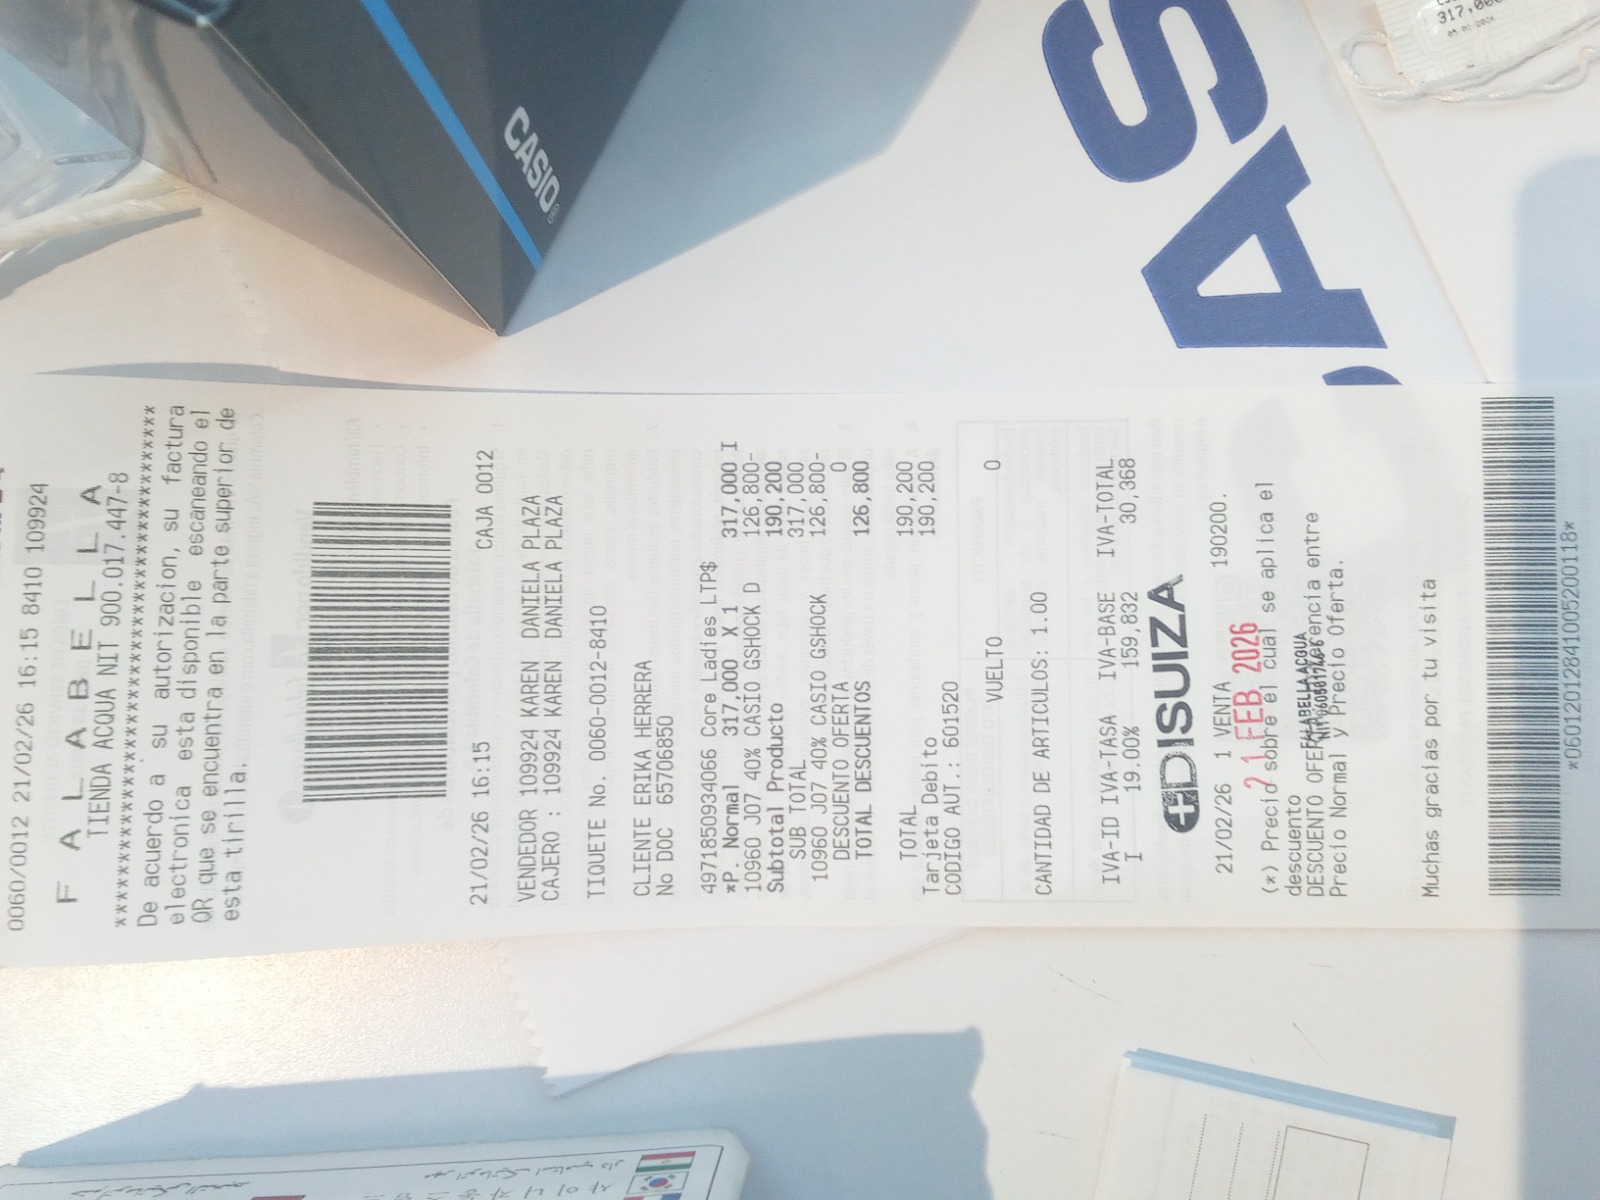 CASIO
AS
317,000
0060/0012 21/02/26 16:15 8410 109924
F A L A B E L L A
TIENDA ACQUA NIT 900.017.447-8
****************************************
De acuerdo a su autorizacion, su factura
electronica esta disponible escaneando el
QR que se encuentra en la parte superior de
esta tirilla.
21/02/26 16:15 CAJA 0012
VENDEDOR 109924 KAREN DANIELA PLAZA
CAJERO : 109924 KAREN DANIELA PLAZA
TIQUETE No. 0060-0012-8410
CLIENTE ERIKA HERRERA
No DOC 65706850
4971850934066 Core Ladies LTP$
*P. Normal 317,000 X 1 317,000 I
10960 J07 40% CASIO GSHOCK D 126,800-
Subtotal Producto 190,200
SUB TOTAL 317,000
10960 J07 40% CASIO GSHOCK 126,800-
DESCUENTO OFERTA 0
TOTAL DESCUENTOS 126,800
TOTAL 190,200
Tarjeta Debito 190,200
CODIGO AUT.: 601520
VUELTO 0
CANTIDAD DE ARTICULOS: 1.00
IVA-ID IVA-TASA IVA-BASE IVA-TOTAL
I 19.00% 159,832 30,368
DISUIZA
21/02/26 1 VENTA 190200.
21 FEB 2026
(*) Precio sobre el cual se aplica el
descuento
FALABELLA ACQUA
DESCUENTO OFERTA: Diferencia entre
Precio Normal y Precio Oferta.
Muchas gracias por tu visita
*060120128410052001​18*